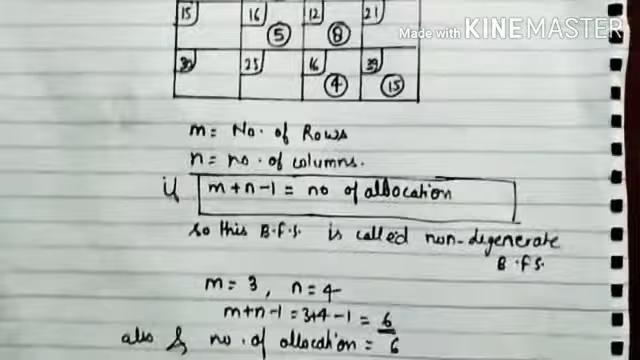 15 16 12 21
5 8
Made with KINEMASTER
25 16 39
4 15
m = No. of Rows
n = no. of columns.
if m+n-1 = no of allocation
so this B.F.S. is called non-degenerate
B.F.S.
m = 3, n = 4
m+n-1 = 3+4-1 = 6
also & no. of allocation = 6